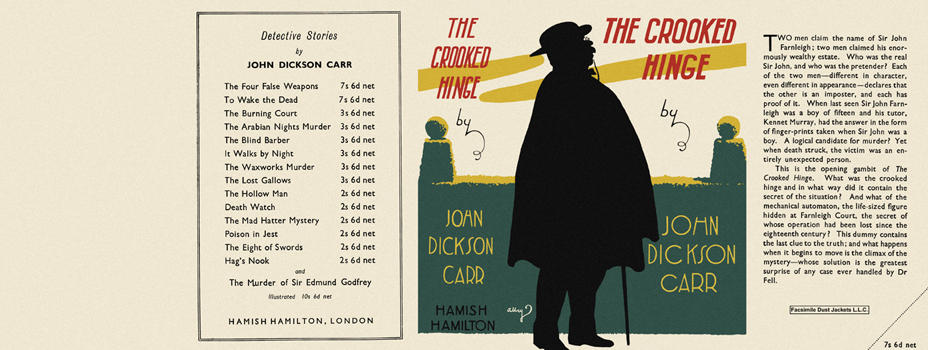 Detective Stories
by
JOHN DICKSON CARR
The Four False Weapons 7s 6d net
To Wake the Dead 7s 6d net
The Burning Court 3s 6d net
The Arabian Nights Murder 3s 6d net
The Blind Barber 3s 6d net
It Walks by Night 3s 6d net
The Waxworks Murder 3s 6d net
The Lost Gallows 3s 6d net
The Hollow Man 2s 6d net
Death Watch 2s 6d net
The Mad Hatter Mystery 2s 6d net
Poison in Jest 2s 6d net
The Eight of Swords 2s 6d net
Hag's Nook 2s 6d net
and
The Murder of Sir Edmund Godfrey
Illustrated 10s 6d net
HAMISH HAMILTON, LONDON
THE
CROOKED
HINGE
by
JOHN
DICKSON
CARR
HAMISH
HAMILTON
THE CROOKED
HINGE
by
JOHN
DICKSON
CARR
TWO men claim the name of Sir John
Farnleigh; two men claimed his enor-
mously wealthy estate. Who was the real
Sir John, and who was the pretender? Each
of the two men—different in character,
even different in appearance—declares that
the other is an imposter, and each has
proof of it. When last seen Sir John Farn-
leigh was a boy of fifteen and his tutor,
Kennet Murray, had the answer in the form
of finger-prints taken when Sir John was a
boy. A logical candidate for murder? Yet
when death struck, the victim was an en-
tirely unexpected person.
This is the opening gambit of The
Crooked Hinge. What was the crooked
hinge and in what way did it contain the
secret of the situation? And what of the
mechanical automaton, the life-sized figure
hidden at Farnleigh Court, the secret of
whose operation had been lost since the
eighteenth century? This dummy contains
the last clue to the truth; and what happens
when it begins to move is the climax of the
mystery—whose solution is the greatest
surprise of any case ever handled by Dr
Fell.
Facsimile Dust Jackets L.L.C.
7s 6d net